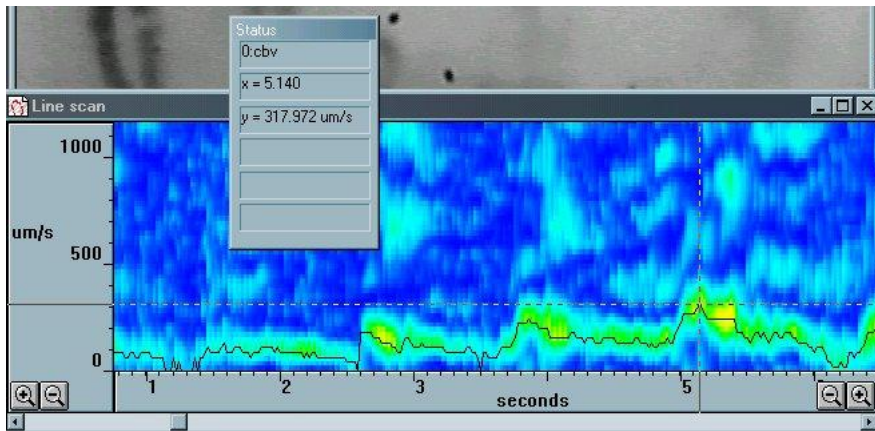 Status
0:cbv
x = 5.140
y = 317.972 um/s
Line scan
1000
um/s
500
0
1 2 3 5
seconds